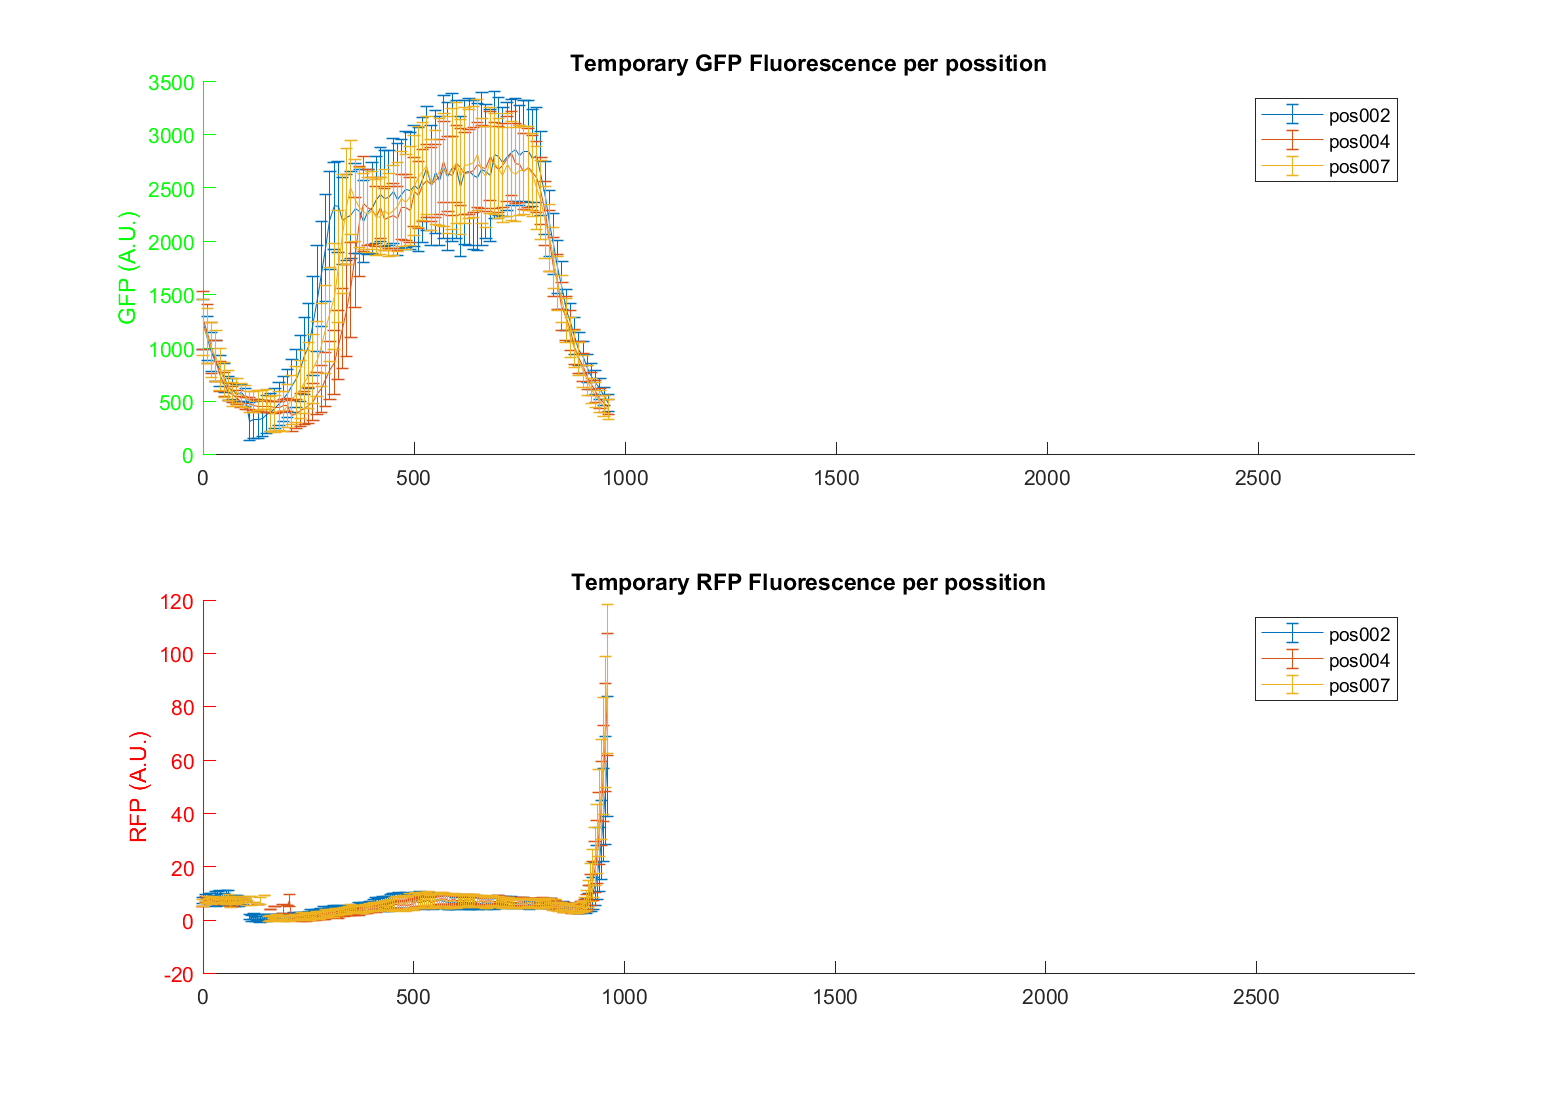 Temporary GFP Fluorescence per possition
3500
3000
2500
2000
1500
1000
500
0
GFP (A.U.)
0 500 1000 1500 2000 2500
pos002
pos004
pos007
Temporary RFP Fluorescence per possition
120
100
80
60
40
20
0
-20
RFP (A.U.)
0 500 1000 1500 2000 2500
pos002
pos004
pos007